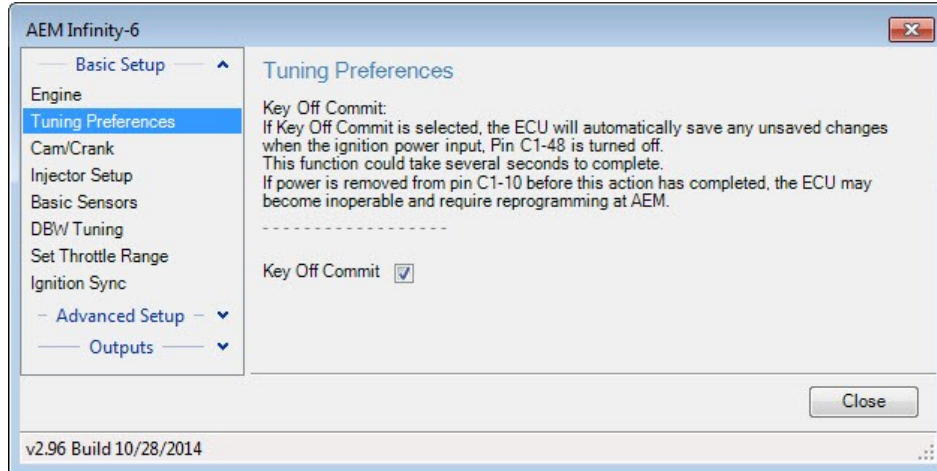 AEM Infinity-6
Basic Setup
Engine
Tuning Preferences
Cam/Crank
Injector Setup
Basic Sensors
DBW Tuning
Set Throttle Range
Ignition Sync
Advanced Setup
Outputs
Tuning Preferences
Key Off Commit:
If Key Off Commit is selected, the ECU will automatically save any unsaved changes
when the ignition power input, Pin C1-48 is turned off.
This function could take several seconds to complete.
If power is removed from pin C1-10 before this action has completed, the ECU may
become inoperable and require reprogramming at AEM.
- - - - - - - - - - - - - - - - - -
Key Off Commit
Close
v2.96 Build 10/28/2014